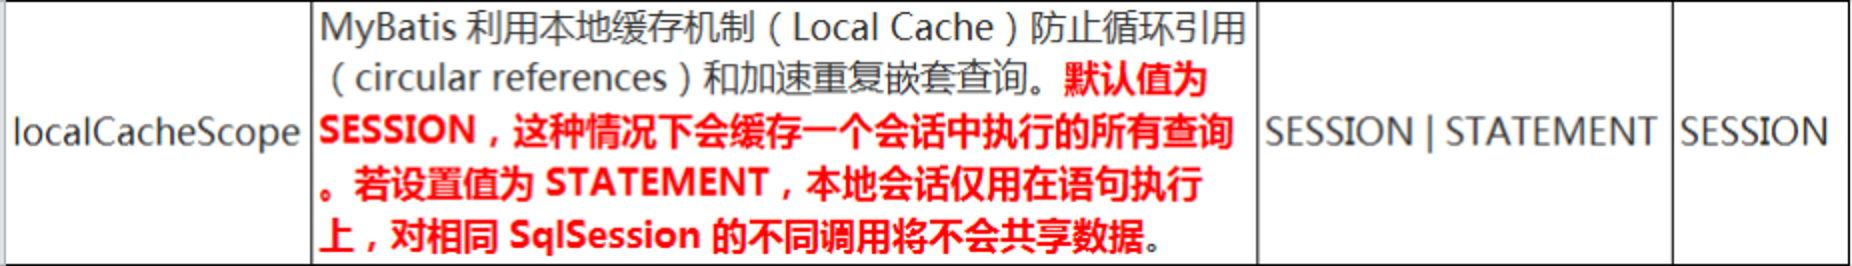 localCacheScope
MyBatis 利用本地缓存机制（Local Cache）防止循环引用
（circular references）和加速重复嵌套查询。默认值为
SESSION，这种情况下会缓存一个会话中执行的所有查询
。若设置值为 STATEMENT，本地会话仅用在语句执行
上，对相同 SqlSession 的不同调用将不会共享数据。
SESSION | STATEMENT
SESSION